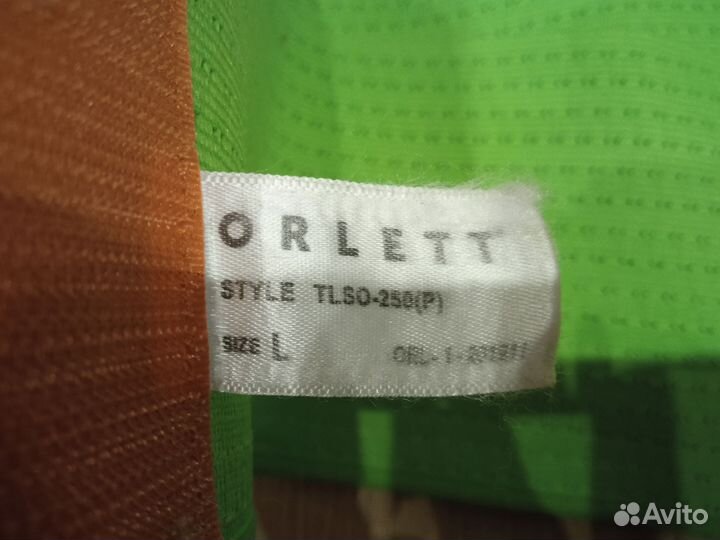 ORLETT
STYLE TLSO-250(P)
SIZE L
Avito